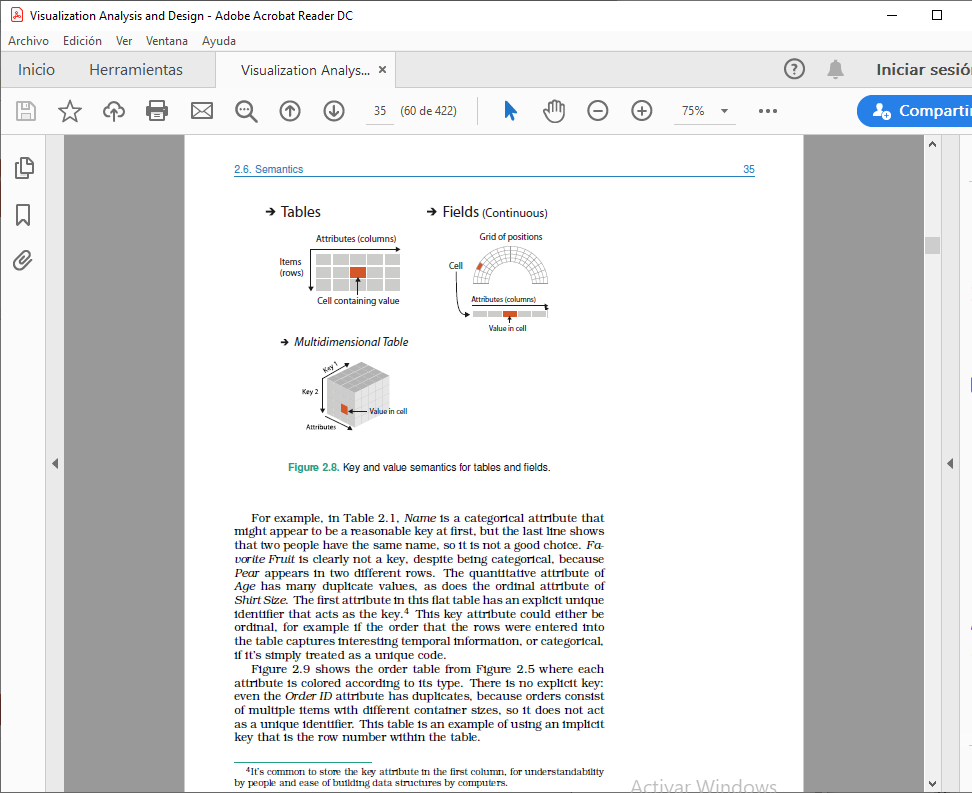 Visualization Analysis and Design - Adobe Acrobat Reader DC
Archivo Edición Ver Ventana Ayuda
Inicio Herramientas Visualization Analys... ×
Iniciar sesió
35 (60 de 422) 75% Compartir
2.6. Semantics 35
→ Tables
→ Fields (Continuous)
Attributes (columns)
Items
(rows)
Cell containing value
Grid of positions
Cell
Attributes (columns)
Value in cell
→ Multidimensional Table
Key 1
Key 2
Value in cell
Attributes
Figure 2.8. Key and value semantics for tables and fields.
For example, in Table 2.1, Name is a categorical attribute that
might appear to be a reasonable key at first, but the last line shows
that two people have the same name, so it is not a good choice. Fa-
vorite Fruit is clearly not a key, despite being categorical, because
Pear appears in two different rows. The quantitative attribute of
Age has many duplicate values, as does the ordinal attribute of
Shirt Size. The first attribute in this flat table has an explicit unique
identifier that acts as the key.⁴ This key attribute could either be
ordinal, for example if the order that the rows were entered into
the table captures interesting temporal information, or categorical,
if it's simply treated as a unique code.
Figure 2.9 shows the order table from Figure 2.5 where each
attribute is colored according to its type. There is no explicit key:
even the Order ID attribute has duplicates, because orders consist
of multiple items with different container sizes, so it does not act
as a unique identifier. This table is an example of using an implicit
key that is the row number within the table.
⁴It's common to store the key attribute in the first column, for understandability
by people and ease of building data structures by computers.
Activar Windows